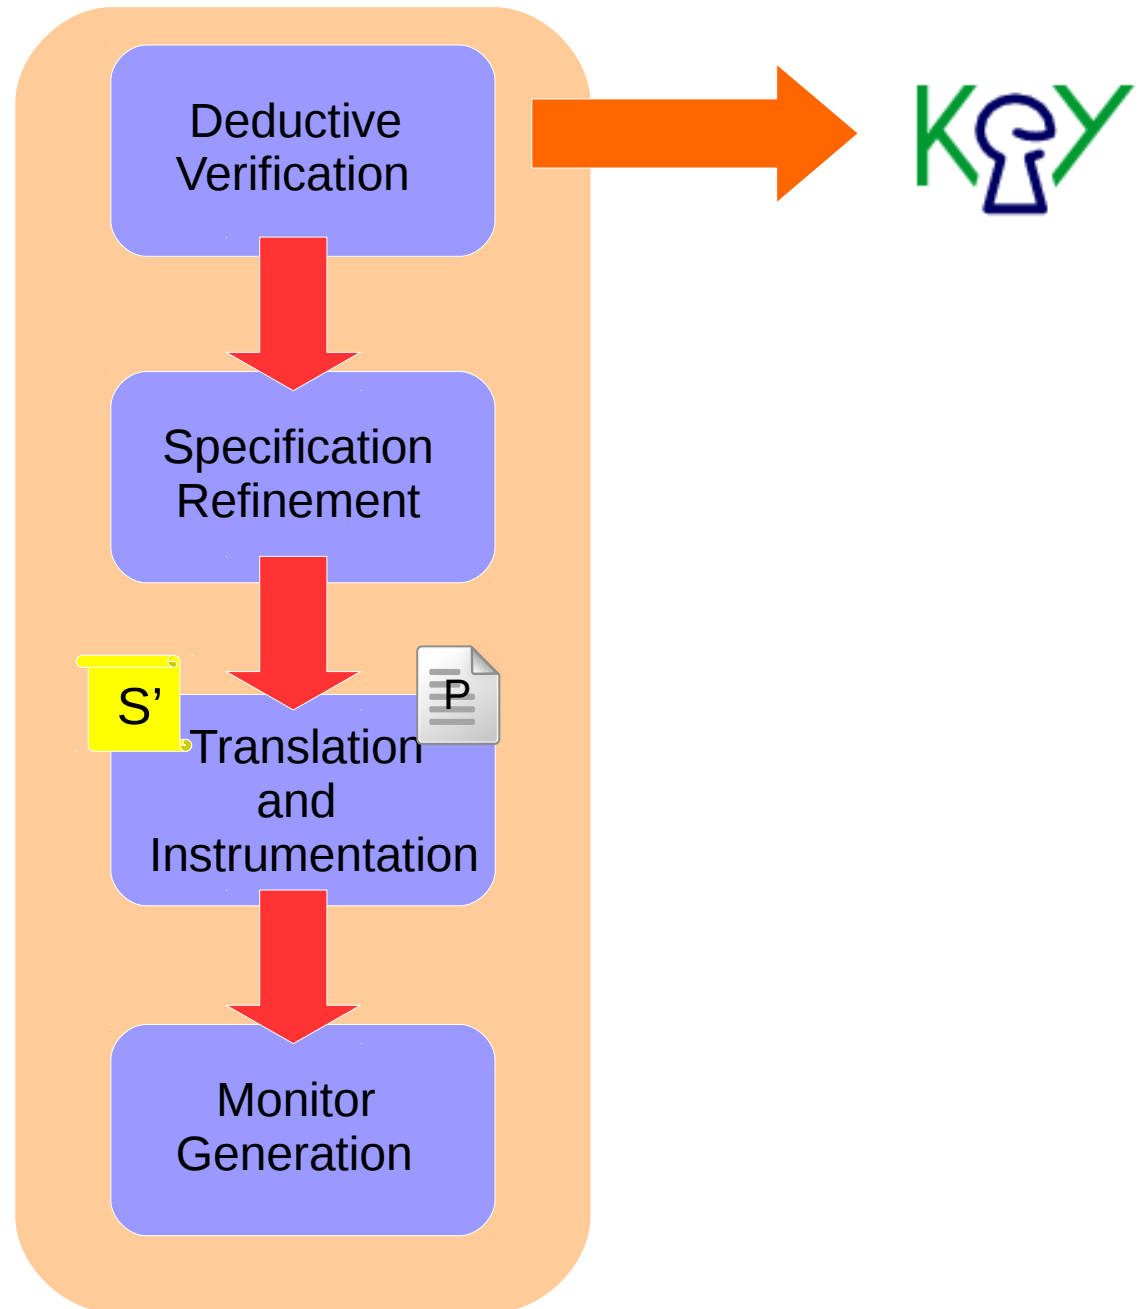 Deductive
Verification
KeY
Specification
Refinement
S’
P
Translation
and
Instrumentation
Monitor
Generation